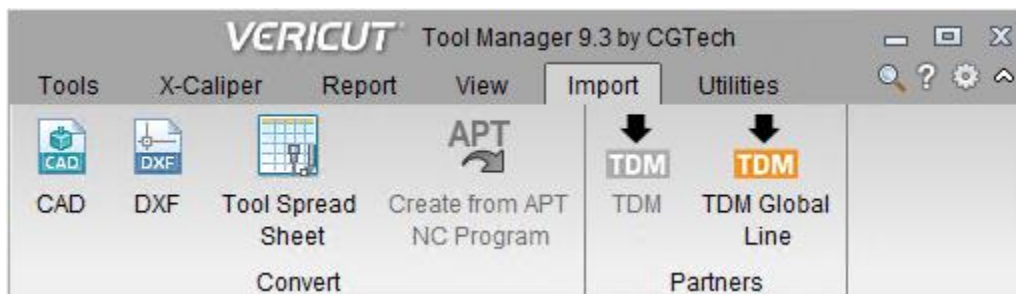 VERICUT Tool Manager 9.3 by CGTech
Tools X-Caliper Report View Import Utilities
?
CAD DXF APT TDM TDM
CAD DXF Tool Spread Create from APT TDM TDM Global
Sheet NC Program Line
Convert Partners